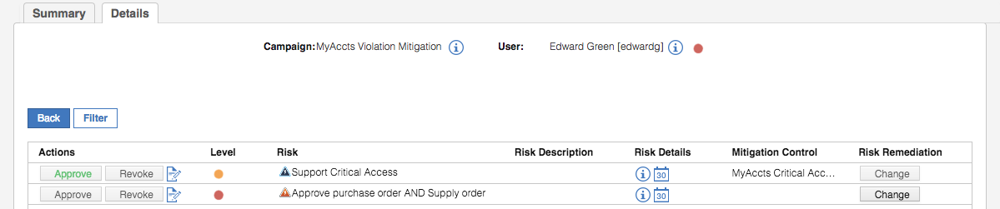 Summary Details
Campaign:MyAccts Violation Mitigation User: Edward Green [edwardg]
Back Filter
Actions Level Risk Risk Description Risk Details Mitigation Control Risk Remediation
Approve Revoke Support Critical Access 30 MyAccts Critical Acc... Change
Approve Revoke Approve purchase order AND Supply order 30 Change